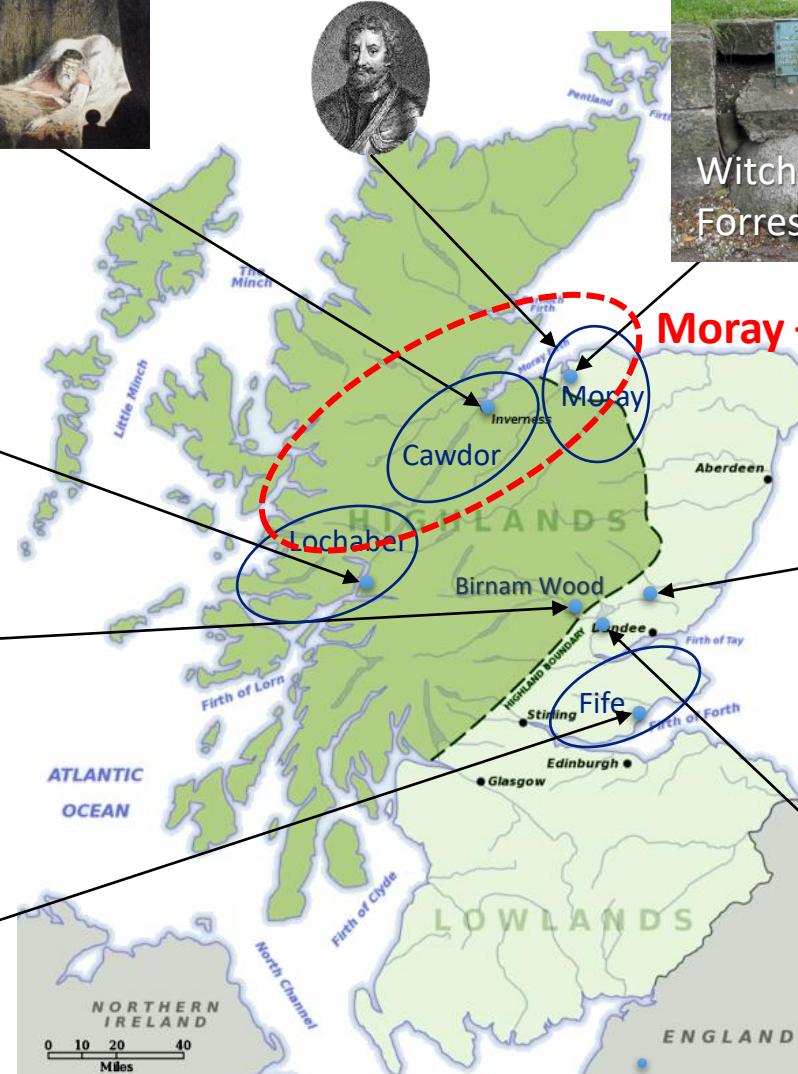 Pentland
Firth
Witch
Forres
The
Minch
Firth
Moray
Moray Firth
Little Minch
Moray
Inverness
Cawdor
Aberdeen
HIGHLANDS
Lochaber
Birnam Wood
Dundee
Firth of Tay
HIGHLAND BOUNDARY
Firth of Lorn
Fife
Stirling
Firth of Forth
Edinburgh
ATLANTIC
OCEAN
Glasgow
Firth of Clyde
LOWLANDS
North Channel
NORTHERN
IRELAND
ENGLAND
0 10 20 40
Miles